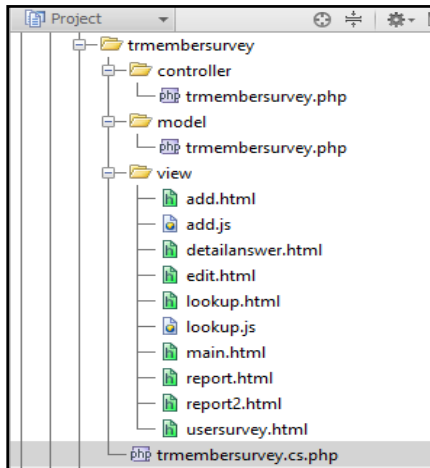 Project
trmembersurvey
controller
php trmembersurvey.php
model
php trmembersurvey.php
view
h add.html
add.js
h detailanswer.html
h edit.html
h lookup.html
lookup.js
h main.html
h report.html
h report2.html
h usersurvey.html
php trmembersurvey.cs.php